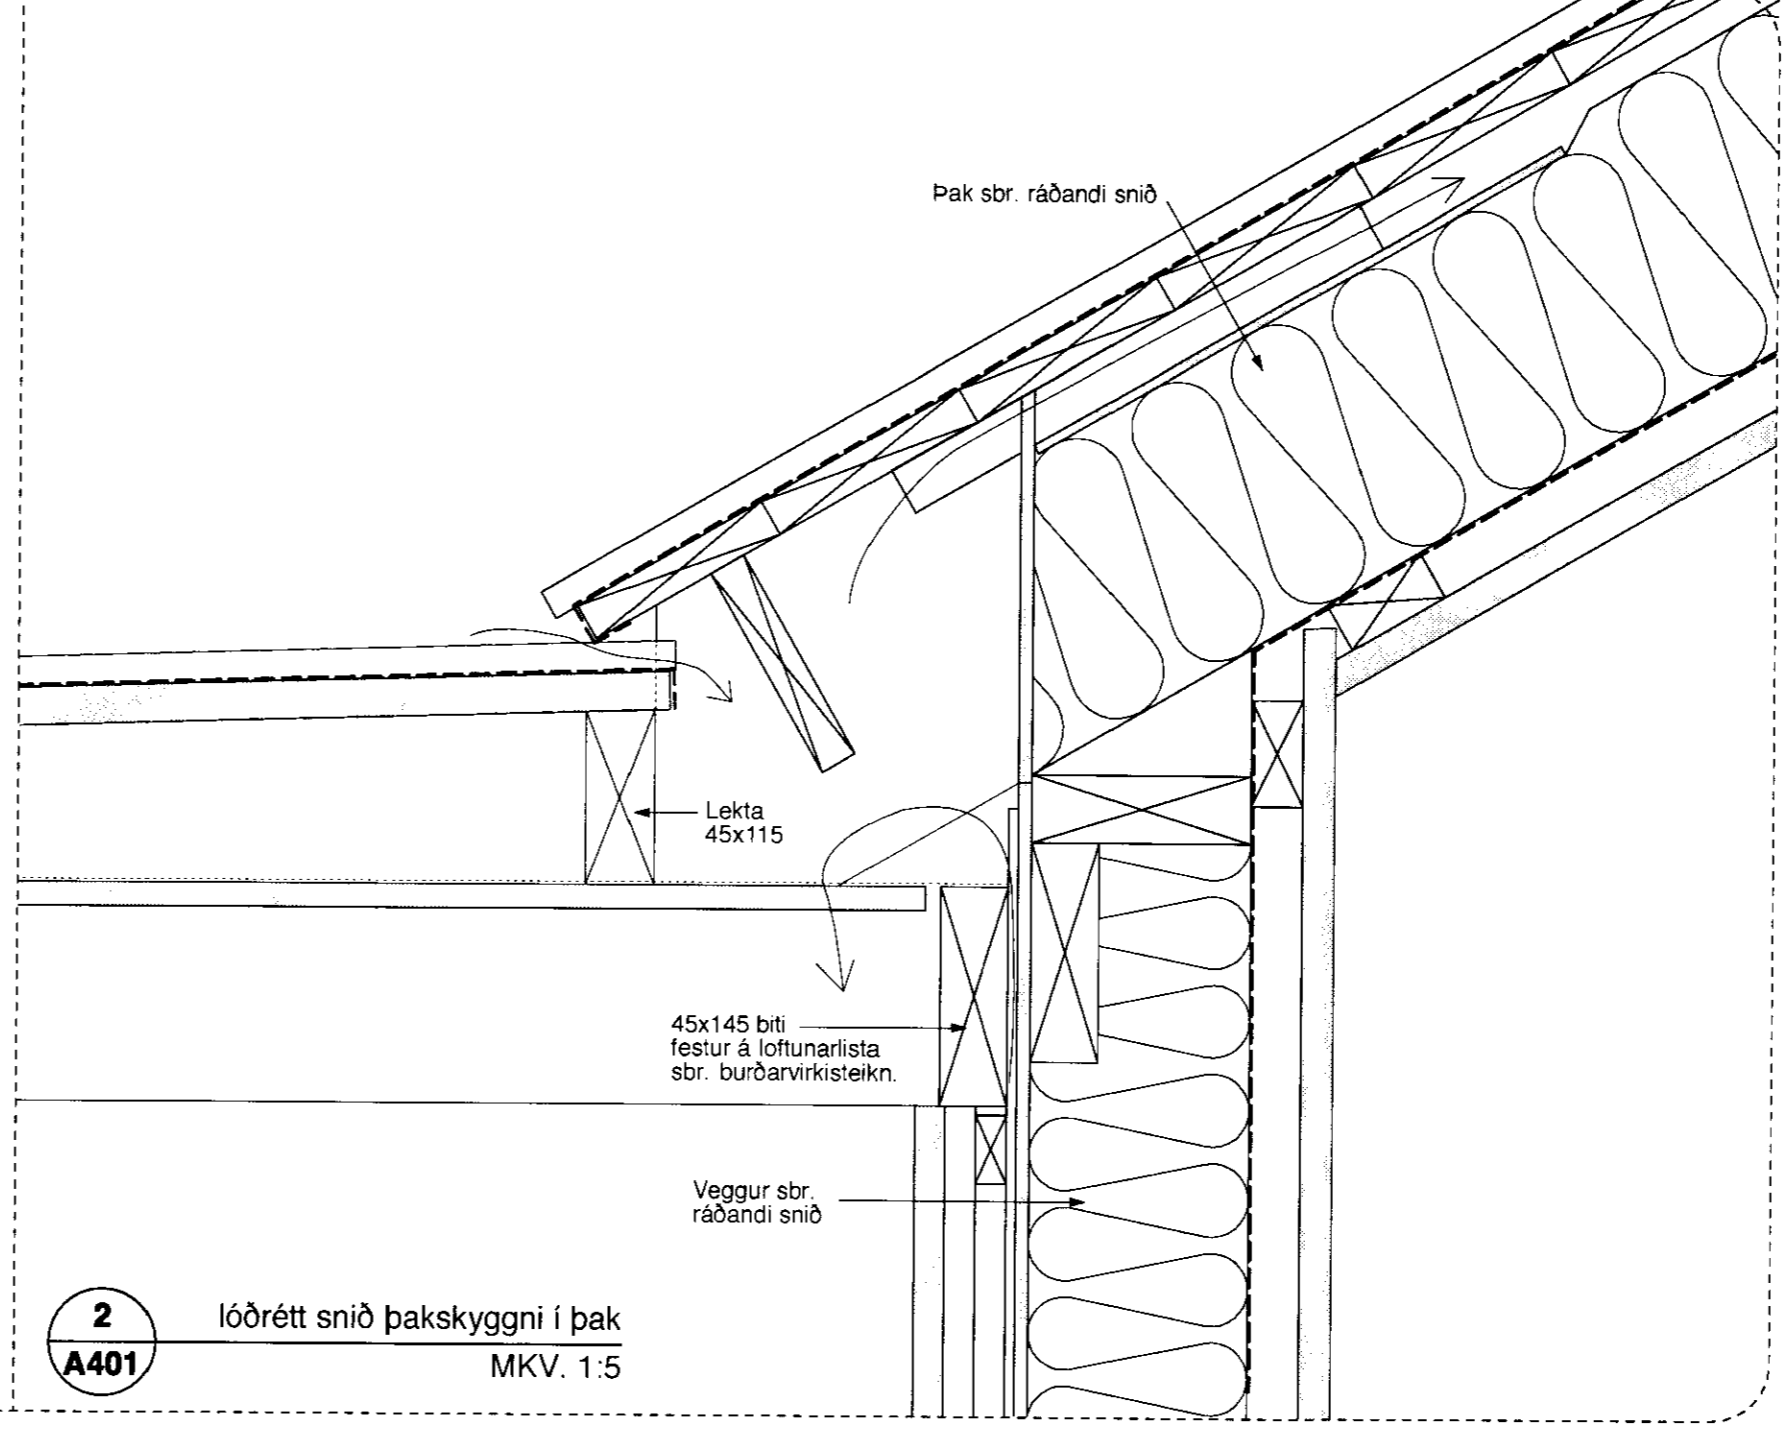 Þak sbr. ráðandi snið
Lekta
45x115
45x145 biti
festur á loftunarlista
sbr. burðarvirkisteikn.
Veggur sbr.
ráðandi snið
2
A401
lóðrétt snið þakskyggni í þak
MKV. 1:5